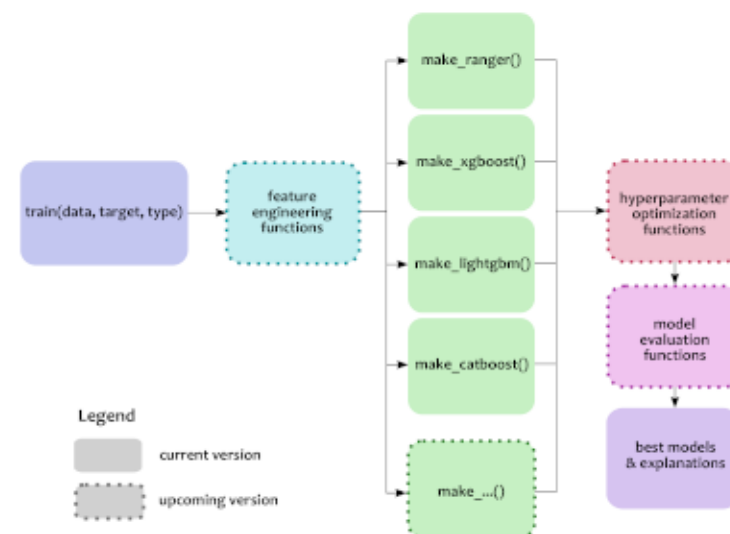 make_ranger()
make_xgboost()
train(data, target, type)
feature
engineering
functions
hyperparameter
optimization
functions
make_lightgbm()
model
evaluation
functions
make_catboost()
Legend
current version
best models
& explanations
upcoming version
make_...()